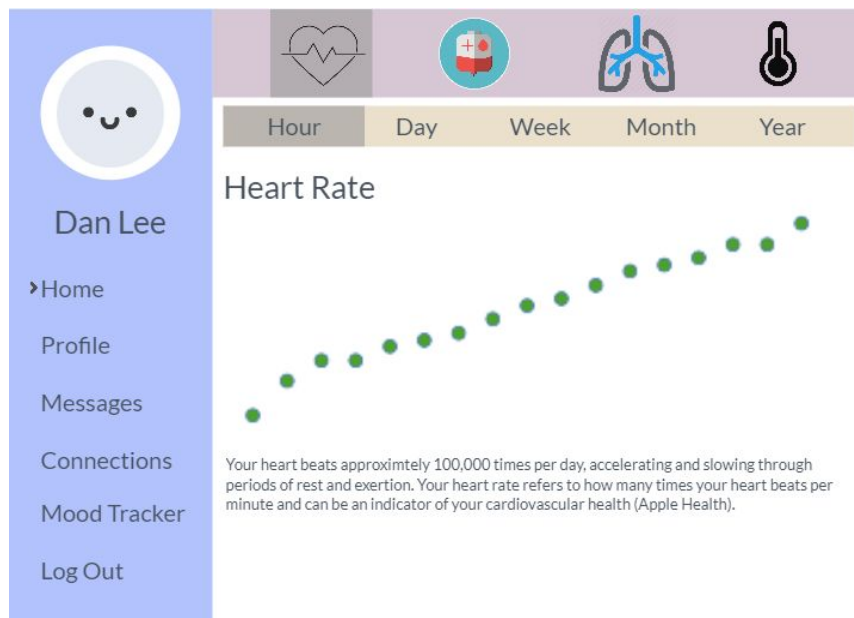 Dan Lee
Home
Profile
Messages
Connections
Mood Tracker
Log Out
Hour Day Week Month Year
Heart Rate
Your heart beats approximtely 100,000 times per day, accelerating and slowing through
periods of rest and exertion. Your heart rate refers to how many times your heart beats per
minute and can be an indicator of your cardiovascular health (Apple Health).